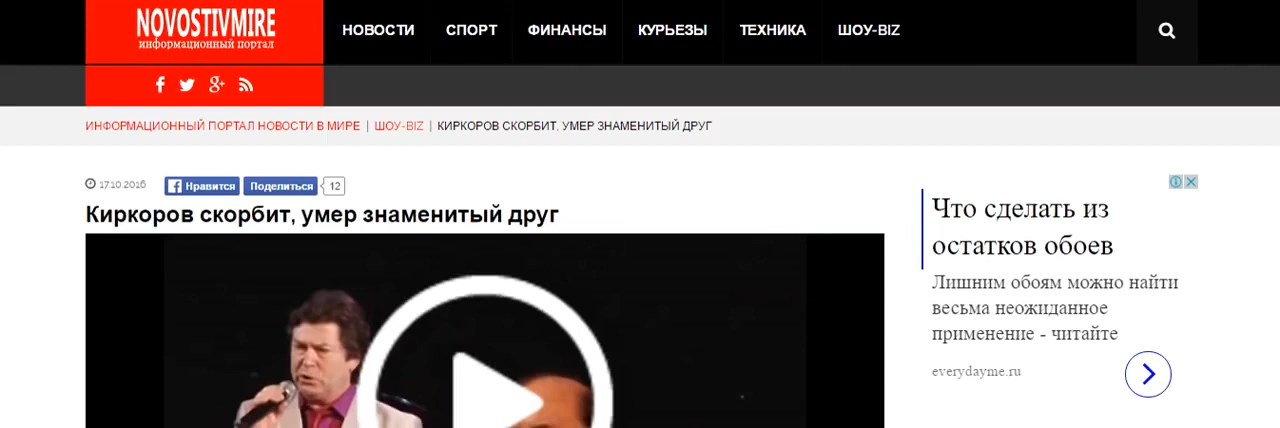 NOVOSTIVMIRE
информационный портал
НОВОСТИ СПОРТ ФИНАНСЫ КУРЬЕЗЫ ТЕХНИКА ШОУ-BIZ
ИНФОРМАЦИОННЫЙ ПОРТАЛ НОВОСТИ В МИРЕ | ШОУ-BIZ | КИРКОРОВ СКОРБИТ, УМЕР ЗНАМЕНИТЫЙ ДРУГ
17.10.2016 Нравится Поделиться 12
Киркоров скорбит, умер знаменитый друг
Что сделать из
остатков обоев
Лишним обоям можно найти
весьма неожиданное
применение - читайте
everydayme.ru